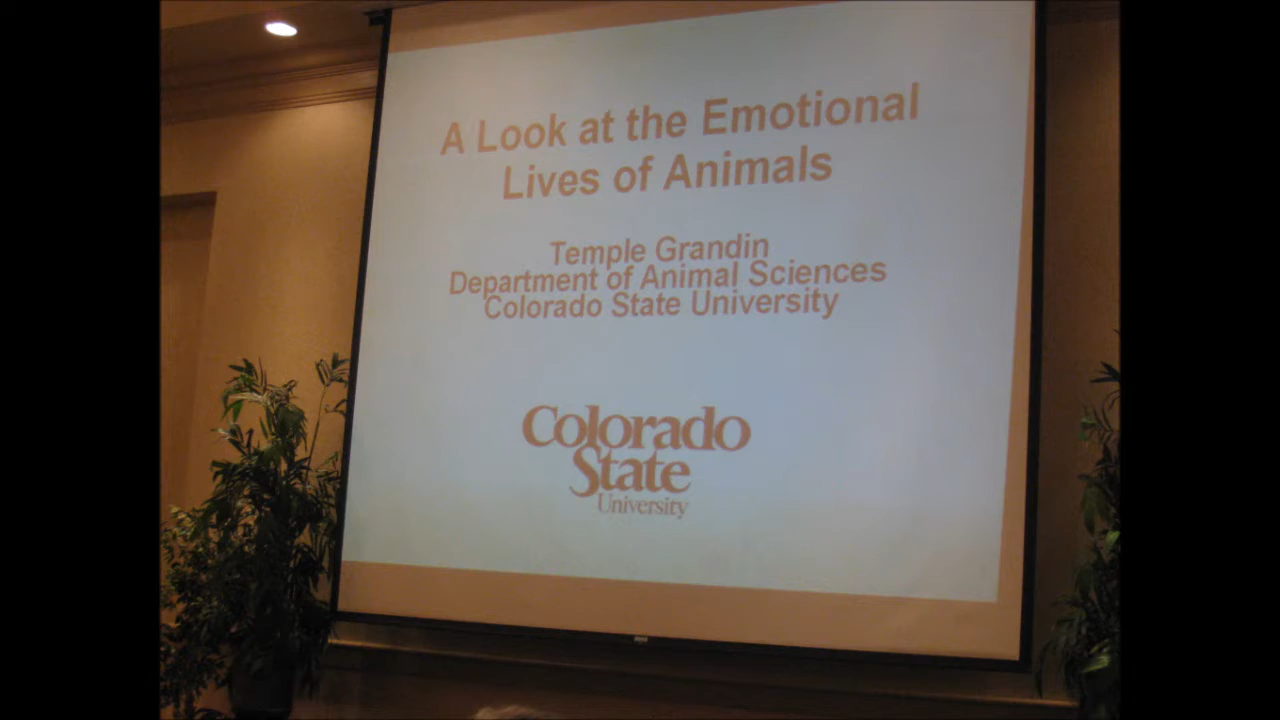 A Look at the Emotional
Lives of Animals
Temple Grandin
Department of Animal Sciences
Colorado State University
Colorado
State
University